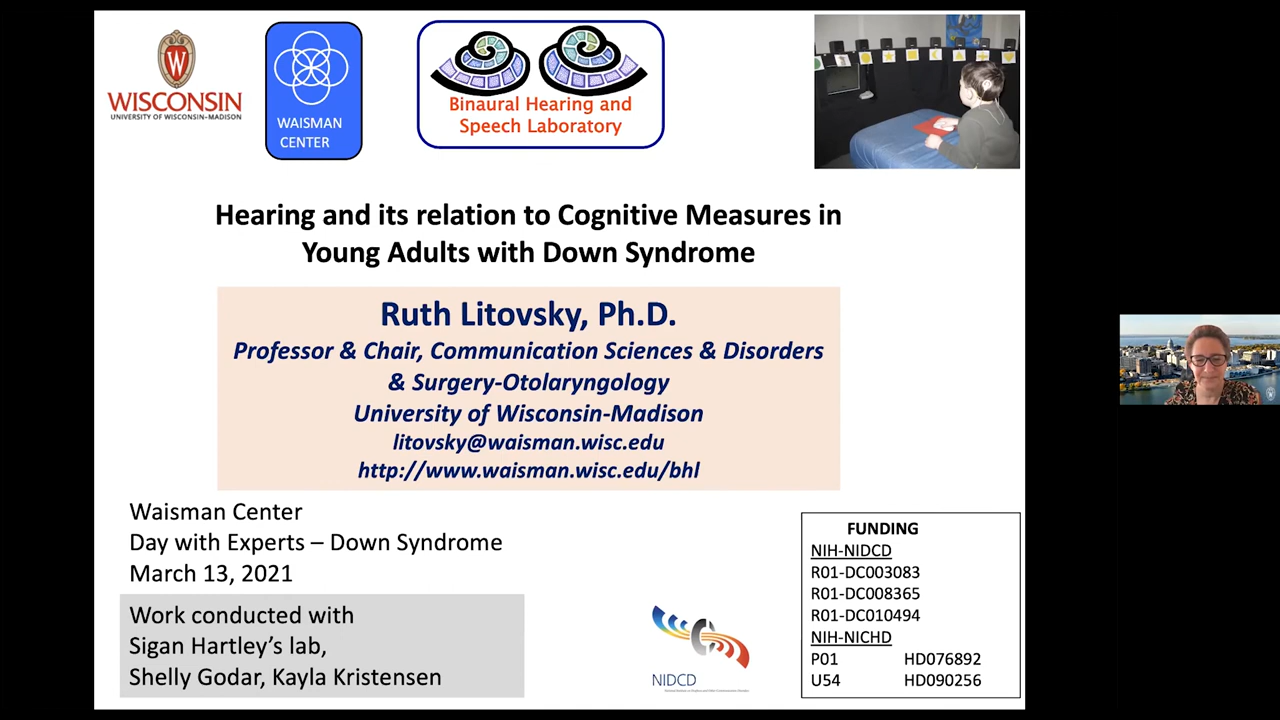 WISCONSIN
UNIVERSITY OF WISCONSIN-MADISON
WAISMAN
CENTER
Binaural Hearing and
Speech Laboratory
Hearing and its relation to Cognitive Measures in
Young Adults with Down Syndrome
Ruth Litovsky, Ph.D.
Professor & Chair, Communication Sciences & Disorders
& Surgery-Otolaryngology
University of Wisconsin-Madison
litovsky@waisman.wisc.edu
http://www.waisman.wisc.edu/bhl
Waisman Center
Day with Experts – Down Syndrome
March 13, 2021
Work conducted with
Sigan Hartley's lab,
Shelly Godar, Kayla Kristensen
NIDCD
FUNDING
NIH-NIDCD
R01-DC003083
R01-DC008365
R01-DC010494
NIH-NICHD
P01 HD076892
U54 HD090256